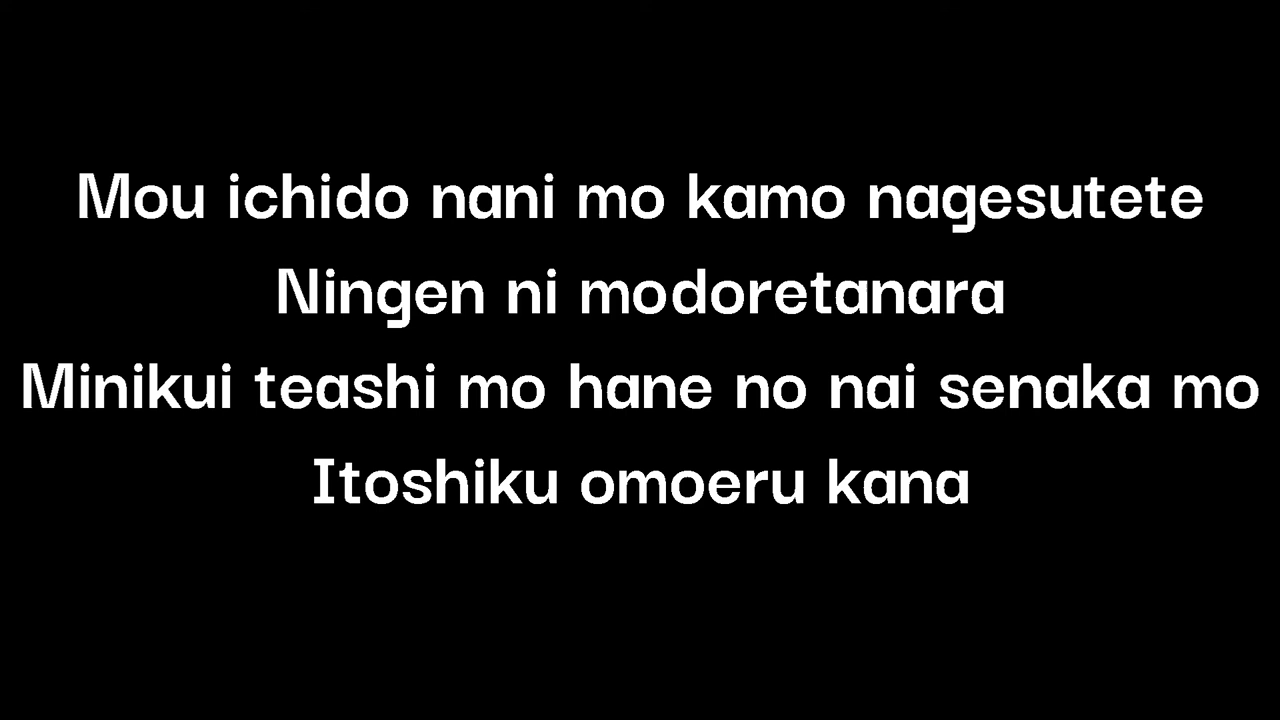 Mou ichido nani mo kamo nagesutete
Ningen ni modoretanara
Minikui teashi mo hane no nai senaka mo
Itoshiku omoeru kana